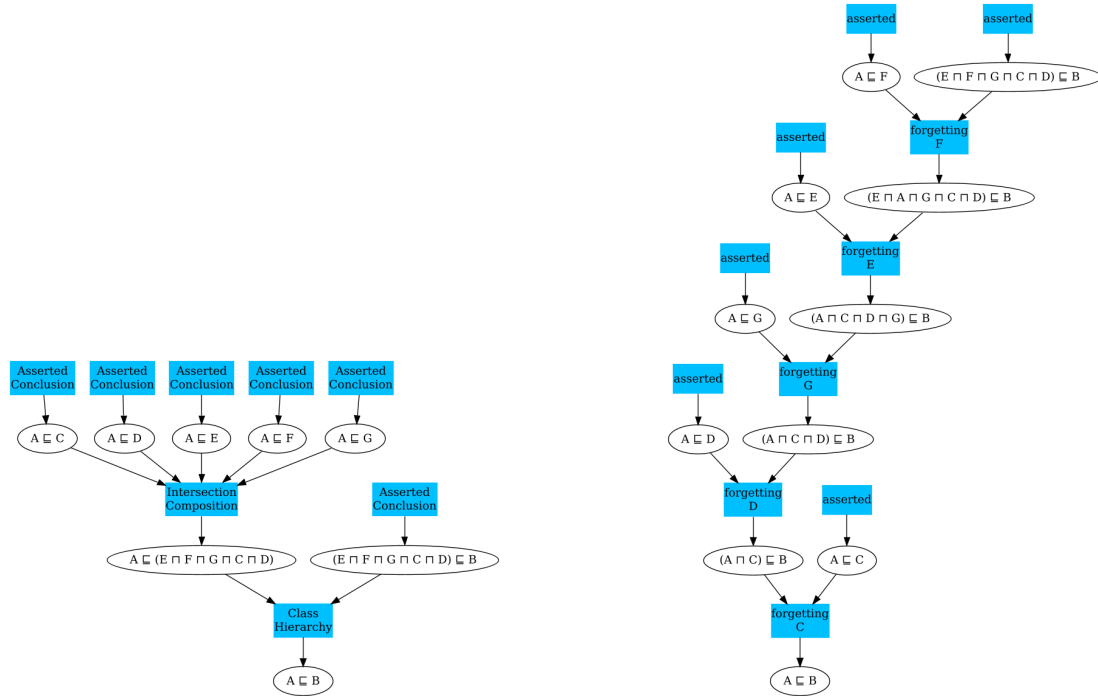 asserted
asserted
A ⊑ F
(E ⊓ F ⊓ G ⊓ C ⊓ D) ⊑ B
asserted
forgetting
F
A ⊑ E
(E ⊓ A ⊓ G ⊓ C ⊓ D) ⊑ B
asserted
forgetting
E
A ⊑ G
(A ⊓ C ⊓ D ⊓ G) ⊑ B
Asserted
Conclusion
Asserted
Conclusion
Asserted
Conclusion
Asserted
Conclusion
Asserted
Conclusion
asserted
forgetting
G
A ⊑ C
A ⊑ D
A ⊑ E
A ⊑ F
A ⊑ G
A ⊑ D
(A ⊓ C ⊓ D) ⊑ B
Intersection
Composition
Asserted
Conclusion
forgetting
D
asserted
A ⊑ (E ⊓ F ⊓ G ⊓ C ⊓ D)
(E ⊓ F ⊓ G ⊓ C ⊓ D) ⊑ B
(A ⊓ C) ⊑ B
A ⊑ C
Class
Hierarchy
forgetting
C
A ⊑ B
A ⊑ B